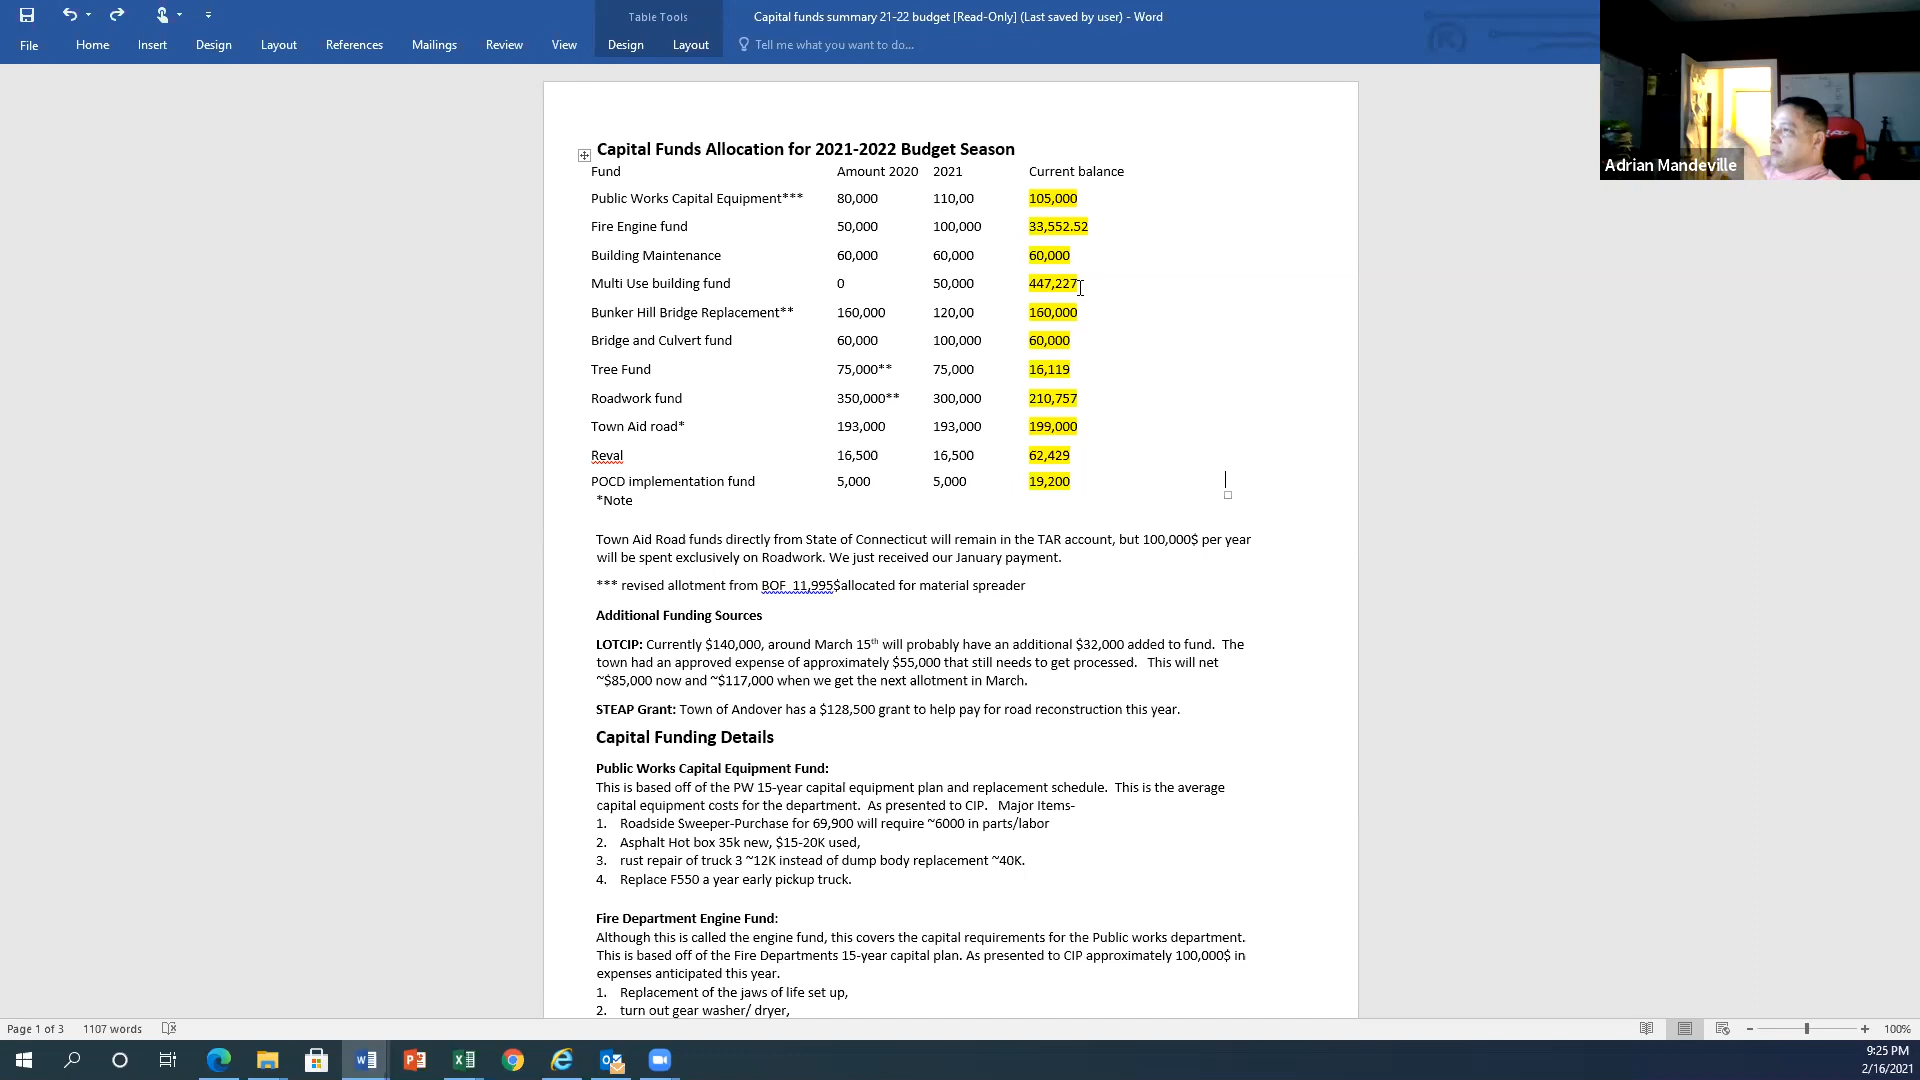 Table Tools
Capital funds summary 21-22 budget [Read-Only] (Last saved by user) - Word
File Home Insert Design Layout References Mailings Review View Design Layout Tell me what you want to do...
Adrian Mandeville
Capital Funds Allocation for 2021-2022 Budget Season
Fund Amount 2020 2021 Current balance
Public Works Capital Equipment*** 80,000 110,00 105,000
Fire Engine fund 50,000 100,000 33,552.52
Building Maintenance 60,000 60,000 60,000
Multi Use building fund 0 50,000 447,227
Bunker Hill Bridge Replacement** 160,000 120,00 160,000
Bridge and Culvert fund 60,000 100,000 60,000
Tree Fund 75,000** 75,000 16,119
Roadwork fund 350,000** 300,000 210,757
Town Aid road* 193,000 193,000 199,000
Reval 16,500 16,500 62,429
POCD implementation fund 5,000 5,000 19,200
*Note
Town Aid Road funds directly from State of Connecticut will remain in the TAR account, but 100,000$ per year
will be spent exclusively on Roadwork. We just received our January payment.
*** revised allotment from BOF 11,995$allocated for material spreader
Additional Funding Sources
LOTCIP: Currently $140,000, around March 15th will probably have an additional $32,000 added to fund. The
town had an approved expense of approximately $55,000 that still needs to get processed. This will net
~$85,000 now and ~$117,000 when we get the next allotment in March.
STEAP Grant: Town of Andover has a $128,500 grant to help pay for road reconstruction this year.
Capital Funding Details
Public Works Capital Equipment Fund:
This is based off of the PW 15-year capital equipment plan and replacement schedule. This is the average
capital equipment costs for the department. As presented to CIP. Major Items-
1. Roadside Sweeper-Purchase for 69,900 will require ~6000 in parts/labor
2. Asphalt Hot box 35k new, $15-20K used,
3. rust repair of truck 3 ~12K instead of dump body replacement ~40K.
4. Replace F550 a year early pickup truck.
Fire Department Engine Fund:
Although this is called the engine fund, this covers the capital requirements for the Public works department.
This is based off of the Fire Departments 15-year capital plan. As presented to CIP approximately 100,000$ in
expenses anticipated this year.
1. Replacement of the jaws of life set up,
2. turn out gear washer/ dryer,
Page 1 of 3 1107 words 100%
9:25 PM
2/16/2021